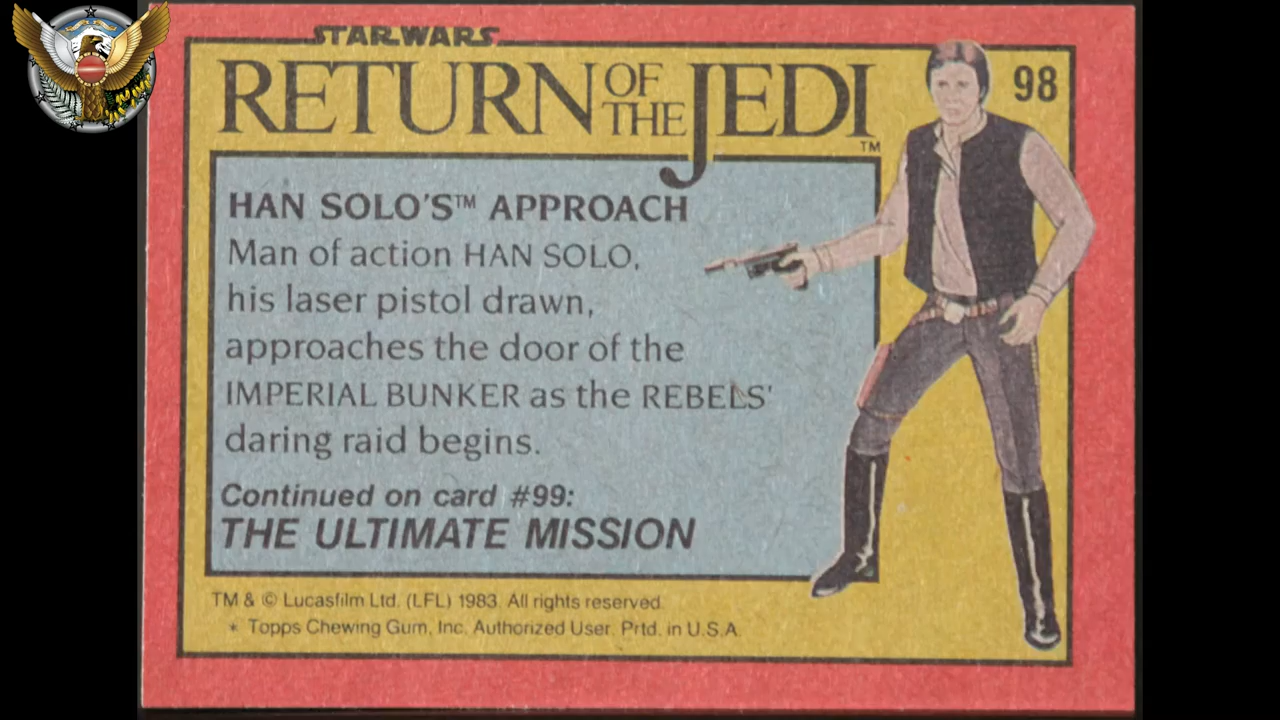 STAR WARS
RETURN OF THE JEDI™
98
HAN SOLO'S™ APPROACH
Man of action HAN SOLO,
his laser pistol drawn,
approaches the door of the
IMPERIAL BUNKER as the REBELS'
daring raid begins.
Continued on card #99:
THE ULTIMATE MISSION
TM & © Lucasfilm Ltd. (LFL) 1983. All rights reserved.
* Topps Chewing Gum, Inc. Authorized User. Prtd. in U.S.A.